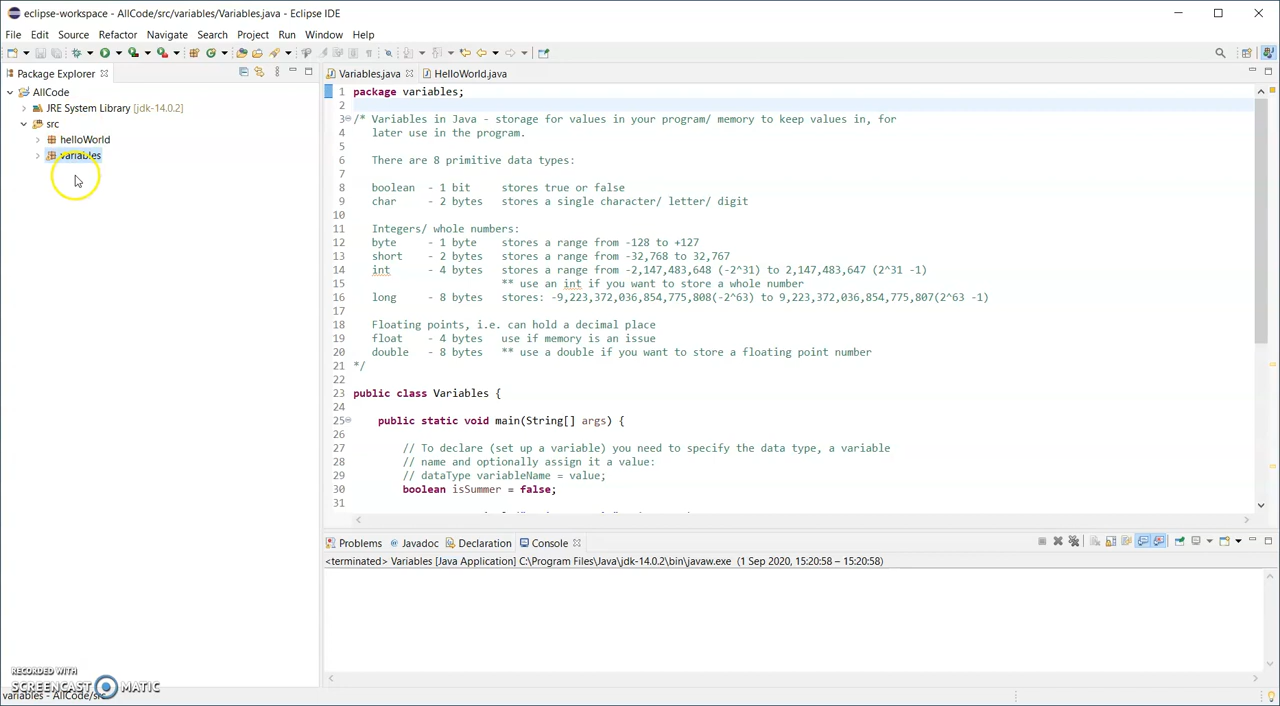 eclipse-workspace - AllCode/src/variables/Variables.java - Eclipse IDE
File Edit Source Refactor Navigate Search Project Run Window Help
Package Explorer
AllCode
JRE System Library [jdk-14.0.2]
src
helloWorld
variables
Variables.java HelloWorld.java
1 package variables;
2
3 /* Variables in Java - storage for values in your program/ memory to keep values in, for
4 later use in the program.
5
6 There are 8 primitive data types:
7
8 boolean - 1 bit stores true or false
9 char - 2 bytes stores a single character/ letter/ digit
10
11 Integers/ whole numbers:
12 byte - 1 byte stores a range from -128 to +127
13 short - 2 bytes stores a range from -32,768 to 32,767
14 int - 4 bytes stores a range from -2,147,483,648 (-2^31) to 2,147,483,647 (2^31 -1)
15 ** use an int if you want to store a whole number
16 long - 8 bytes stores: -9,223,372,036,854,775,808(-2^63) to 9,223,372,036,854,775,807(2^63 -1)
17
18 Floating points, i.e. can hold a decimal place
19 float - 4 bytes use if memory is an issue
20 double - 8 bytes ** use a double if you want to store a floating point number
21 */
22
23 public class Variables {
24
25 public static void main(String[] args) {
26
27 // To declare (set up a variable) you need to specify the data type, a variable
28 // name and optionally assign it a value:
29 // dataType variableName = value;
30 boolean isSummer = false;
31
Problems Javadoc Declaration Console
<terminated> Variables [Java Application] C:\Program Files\Java\jdk-14.0.2\bin\javaw.exe (1 Sep 2020, 15:20:58 – 15:20:58)
RECORDED WITH
SCREENCAST MATIC
variables - AllCode/src